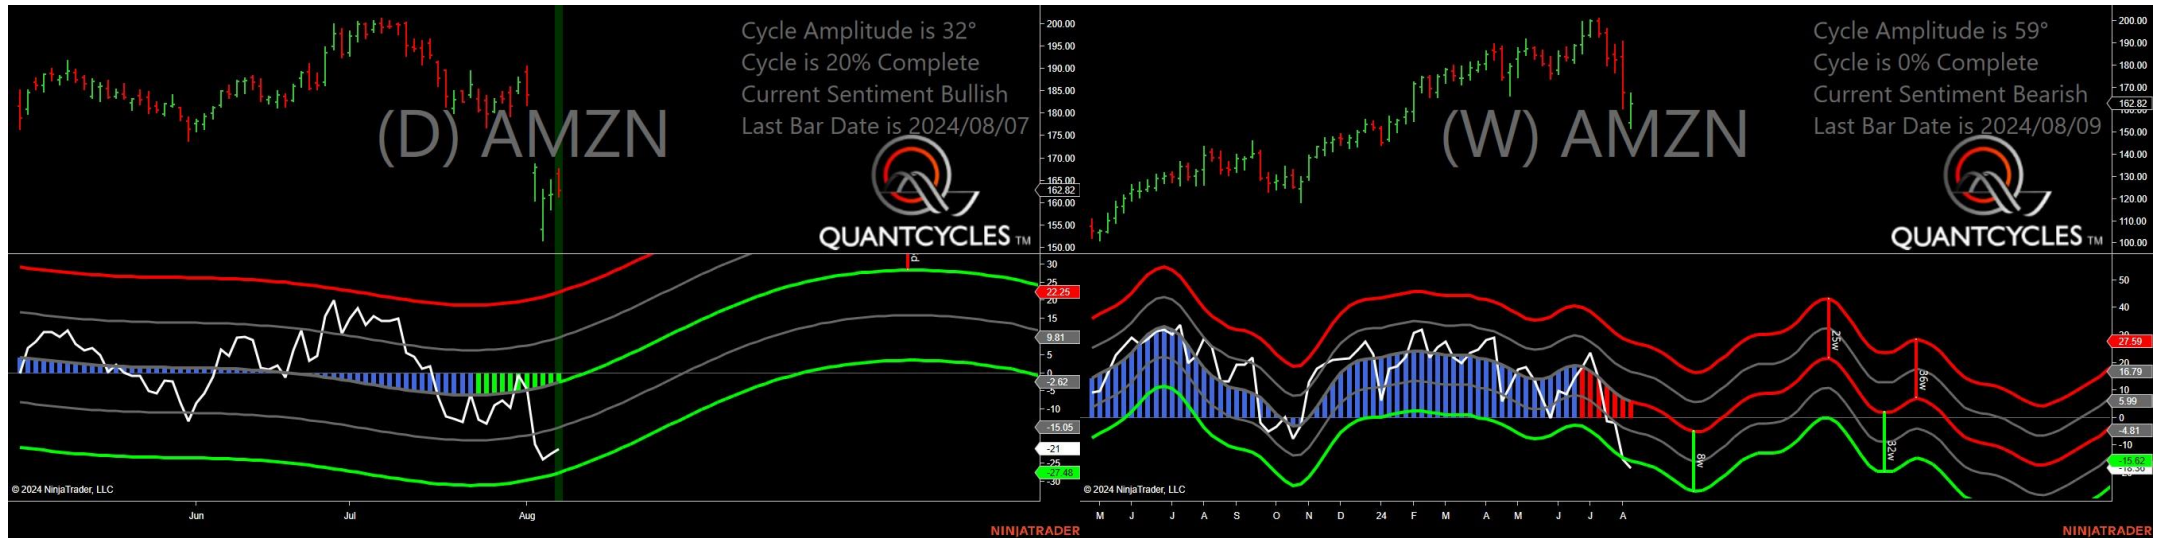 Cycle Amplitude is 32°
Cycle is 20% Complete
Current Sentiment Bullish
Last Bar Date is 2024/08/07
(D) AMZN
QUANTCYCLES TM
200.00
195.00
190.00
185.00
180.00
175.00
170.00
165.00
162.82
160.00
155.00
150.00
30
25
22.25
20
15
9.81
5
0
-2.62
-5
-10
-15.05
-21
-25
-27.48
-30
© 2024 NinjaTrader, LLC
Jun Jul Aug
NINJATRADER
Cycle Amplitude is 59°
Cycle is 0% Complete
Current Sentiment Bearish
Last Bar Date is 2024/08/09
(W) AMZN
QUANTCYCLES TM
200.00
190.00
180.00
170.00
162.82
150.00
140.00
130.00
120.00
110.00
100.00
50
40
27.59
20
16.79
10
5.99
0
-4.81
-10
-15.62
25w
36w
8w
32w
© 2024 NinjaTrader, LLC
M J J A S O N D 24 F M A M J J A
NINJATRADER